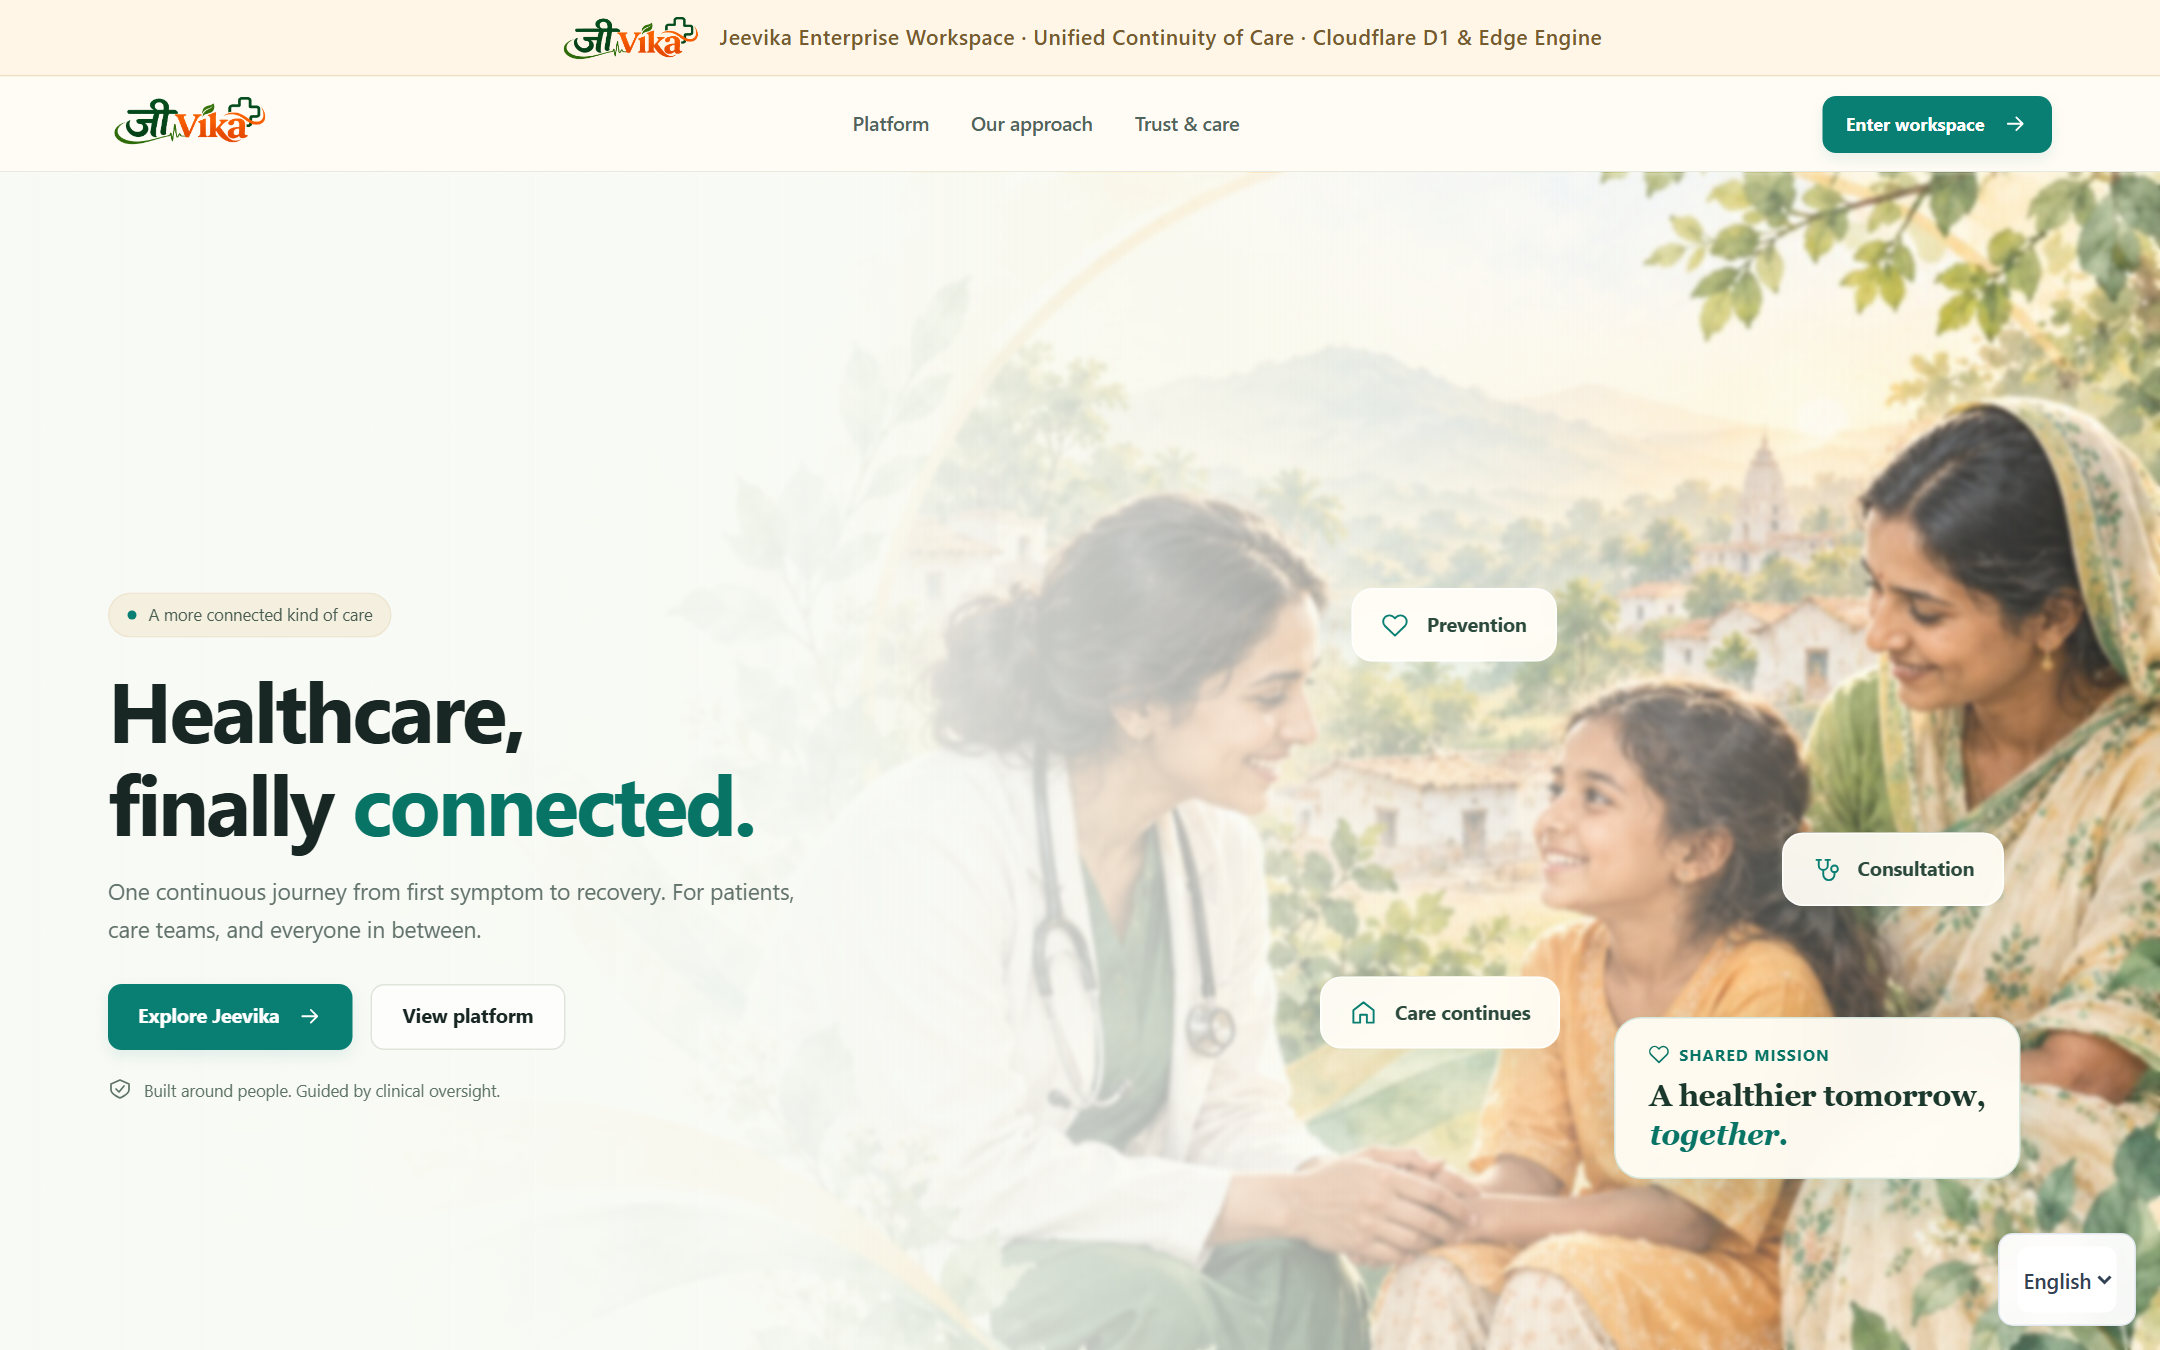 जीVika Jeevika Enterprise Workspace · Unified Continuity of Care · Cloudflare D1 & Edge Engine
जीVika Platform Our approach Trust & care Enter workspace →
A more connected kind of care
Healthcare,
finally connected.
One continuous journey from first symptom to recovery. For patients,
care teams, and everyone in between.
Explore Jeevika → View platform
Built around people. Guided by clinical oversight.
Prevention
Consultation
Care continues
SHARED MISSION
A healthier tomorrow,
together.
English